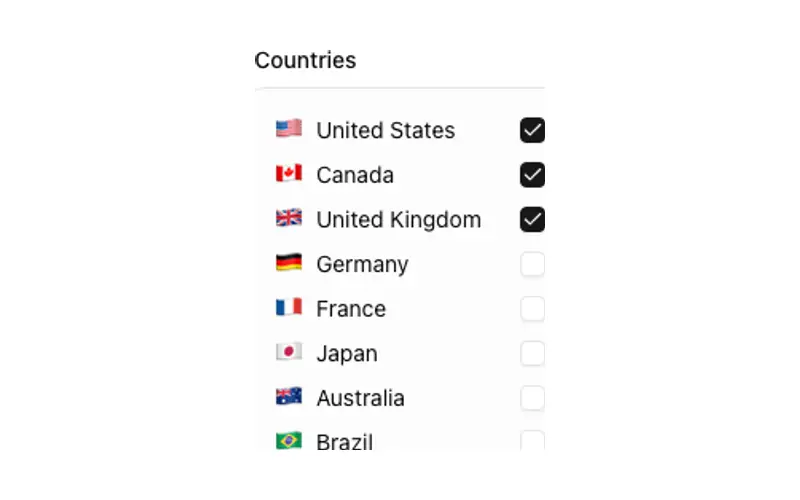 Countries
United States
Canada
United Kingdom
Germany
France
Japan
Australia
Brazil